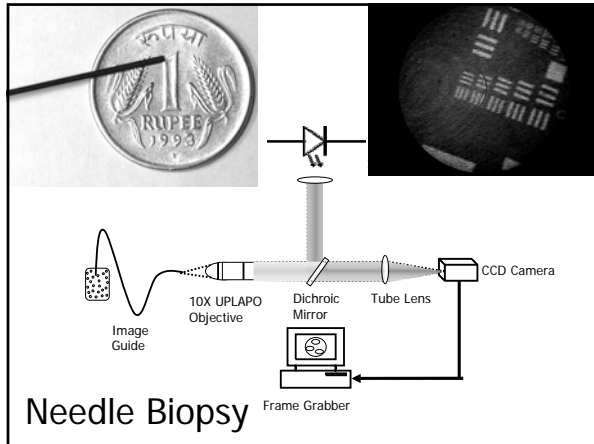 रूपया
1
RUPEE
1993
CCD Camera
10X UPLAPO
Objective
Dichroic
Mirror
Tube Lens
Image
Guide
Frame Grabber
Needle Biopsy